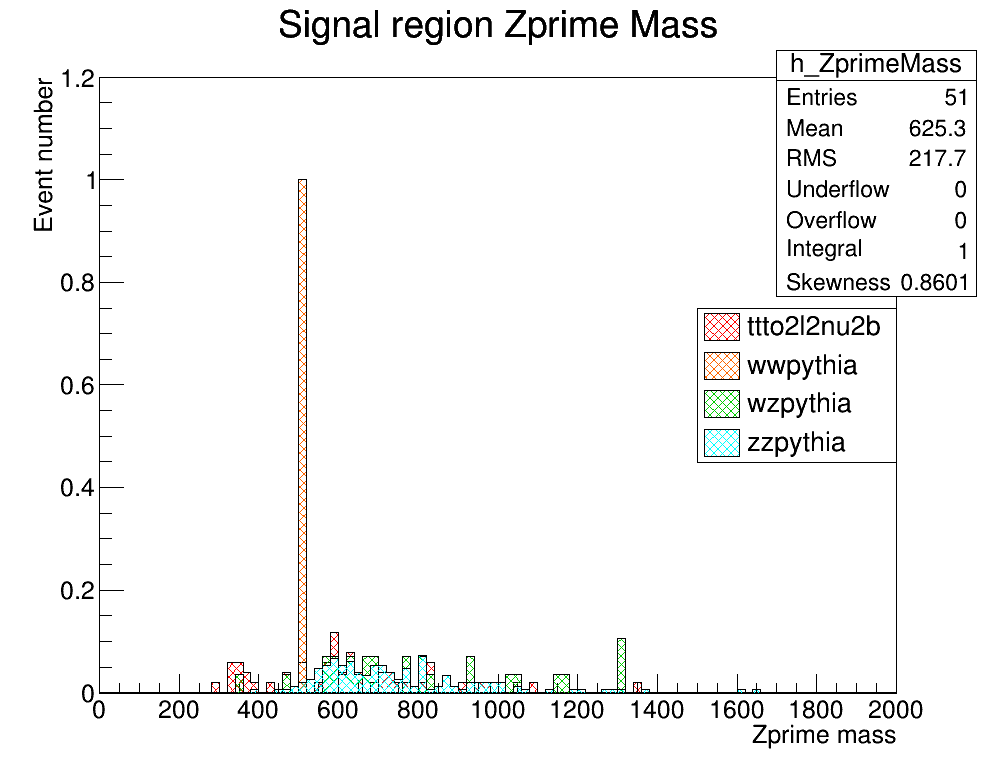 Signal region Zprime Mass
h_ZprimeMass
Entries 51
Mean 625.3
RMS 217.7
Underflow 0
Overflow 0
Integral 1
Skewness 0.8601
ttto2l2nu2b
wwpythia
wzpythia
zzpythia
Event number
1.2
1
0.8
0.6
0.4
0.2
0
0 200 400 600 800 1000 1200 1400 1600 1800 2000
Zprime mass